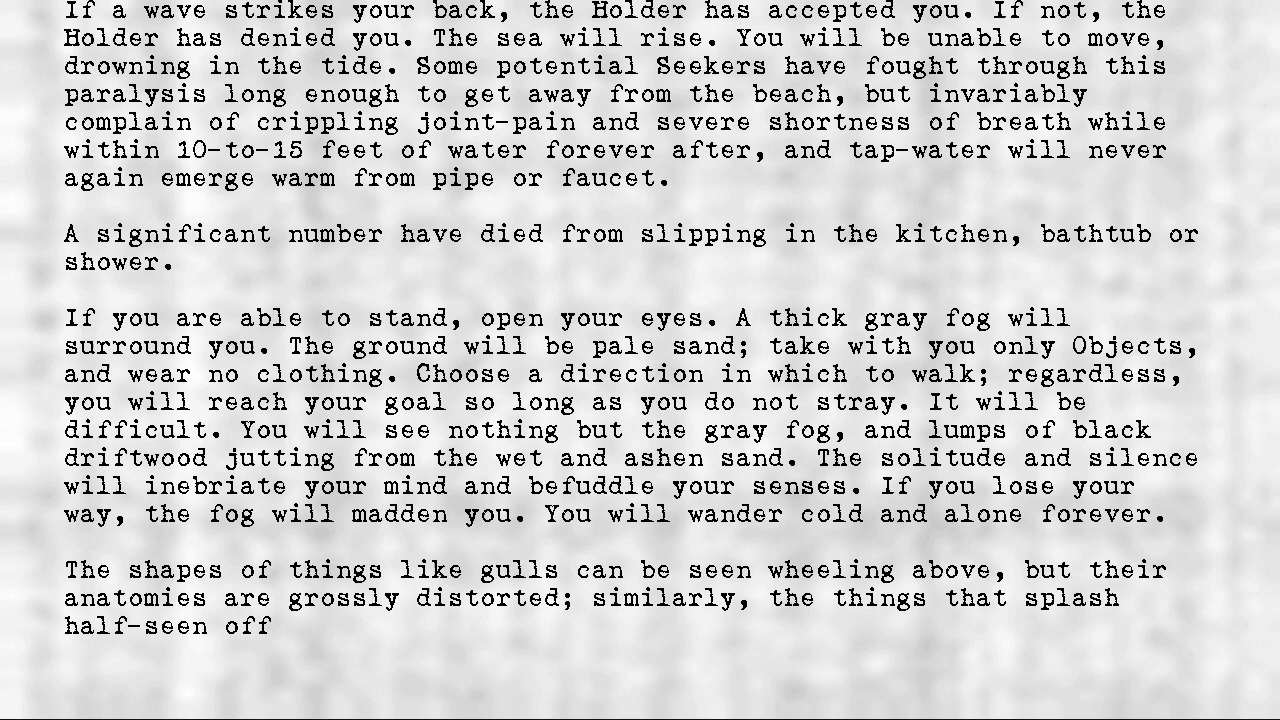 If a wave strikes your back, the Holder has accepted you. If not, the
Holder has denied you. The sea will rise. You will be unable to move,
drowning in the tide. Some potential Seekers have fought through this
paralysis long enough to get away from the beach, but invariably
complain of crippling joint-pain and severe shortness of breath while
within 10-to-15 feet of water forever after, and tap-water will never
again emerge warm from pipe or faucet.
A significant number have died from slipping in the kitchen, bathtub or
shower.
If you are able to stand, open your eyes. A thick gray fog will
surround you. The ground will be pale sand; take with you only Objects,
and wear no clothing. Choose a direction in which to walk; regardless,
you will reach your goal so long as you do not stray. It will be
difficult. You will see nothing but the gray fog, and lumps of black
driftwood jutting from the wet and ashen sand. The solitude and silence
will inebriate your mind and befuddle your senses. If you lose your
way, the fog will madden you. You will wander cold and alone forever.
The shapes of things like gulls can be seen wheeling above, but their
anatomies are grossly distorted; similarly, the things that splash
half-seen off